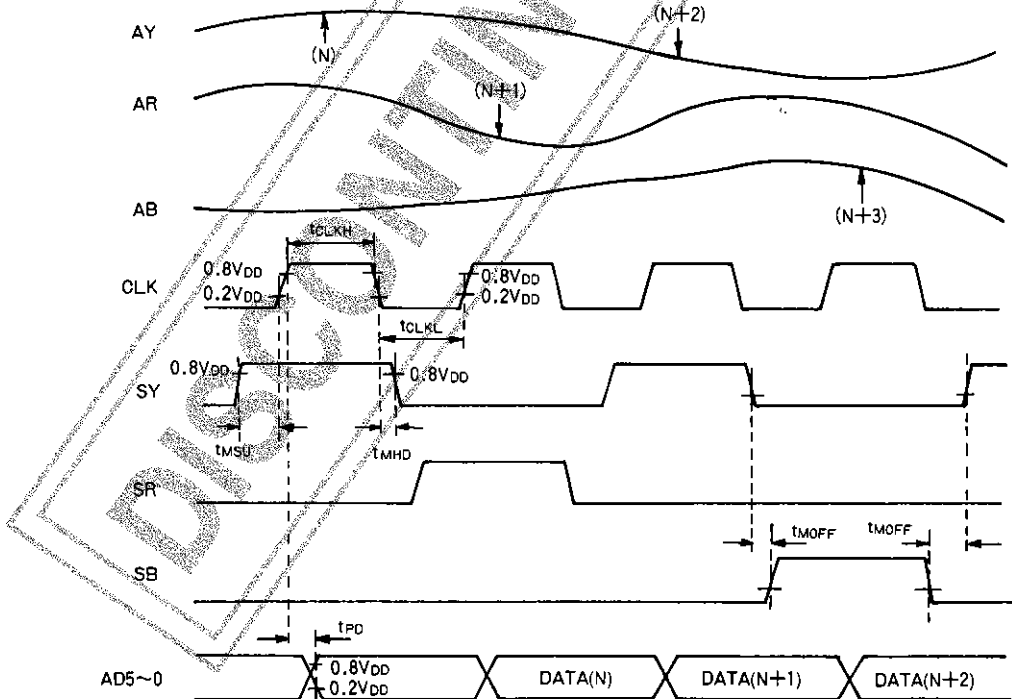 AY
(N)
(N+2)
AR
(N+1)
AB
(N+3)
tCLKH
0.8VDD
0.2VDD
CLK
0.8VDD
0.2VDD
tCLKL
0.8VDD
0.8VDD
SY
tMSU
tMHD
SR
tMOFF
tMOFF
SB
tPD
AD5~0
0.8VDD
0.2VDD
DATA(N)
DATA(N+1)
DATA(N+2)
DISCONTIN